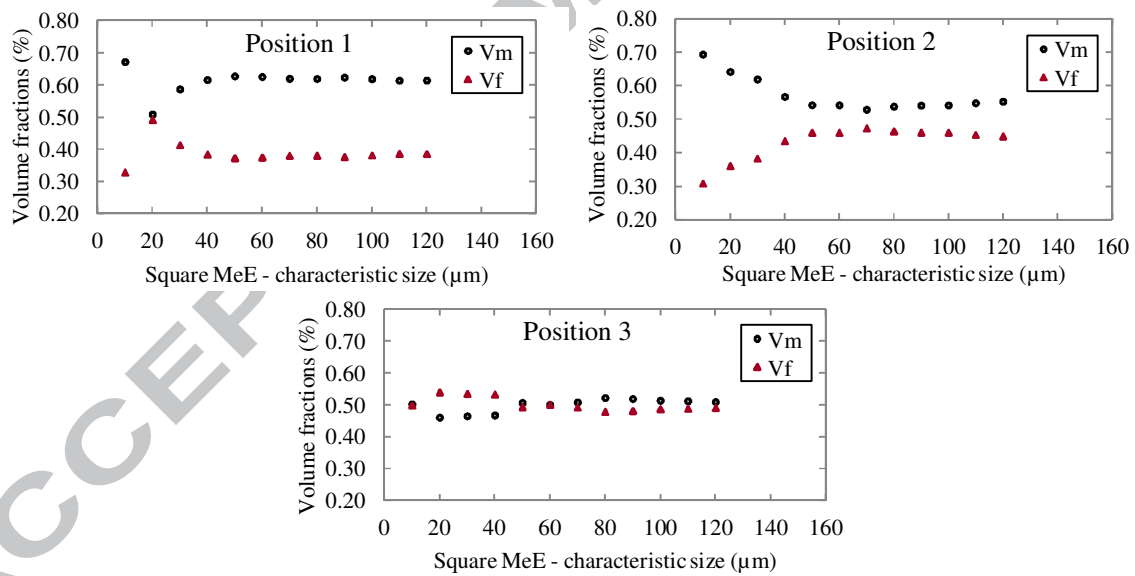 Position 1
Vm
Vf
Volume fractions (%)
0.80
0.70
0.60
0.50
0.40
0.30
0.20
0 20 40 60 80 100 120 140 160
Square MeE - characteristic size (µm)
Position 2
Vm
Vf
Volume fractions (%)
0.80
0.70
0.60
0.50
0.40
0.30
0.20
0 20 40 60 80 100 120 140 160
Square MeE - characteristic size (µm)
Position 3
Vm
Vf
Volume fractions (%)
0.80
0.70
0.60
0.50
0.40
0.30
0.20
0 20 40 60 80 100 120 140 160
Square MeE - characteristic size (µm)